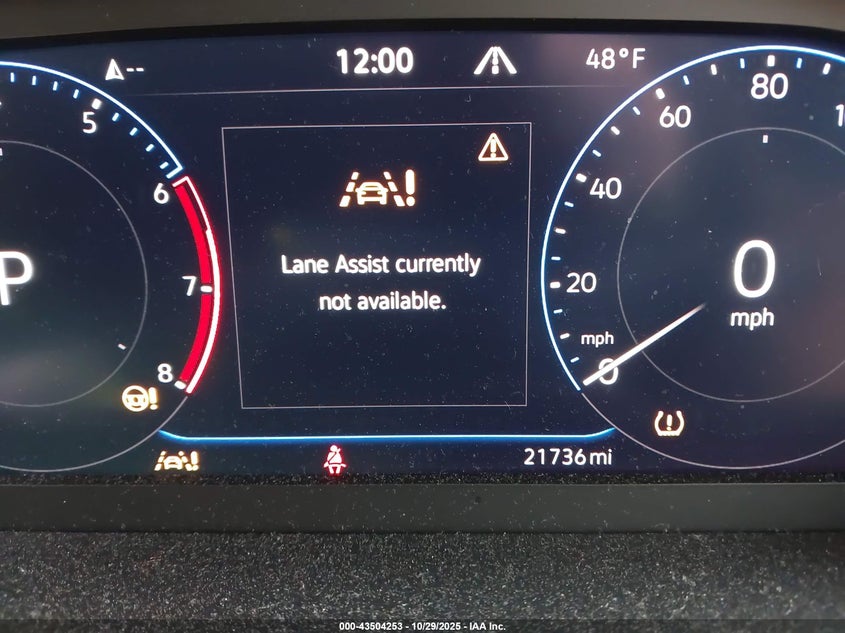 -- 12:00 48°F
5
6
7
8
P
Lane Assist currently
not available.
80
60
40
20
mph
0
0
mph
21736 mi
000-43504253 - 10/29/2025 - IAA Inc.